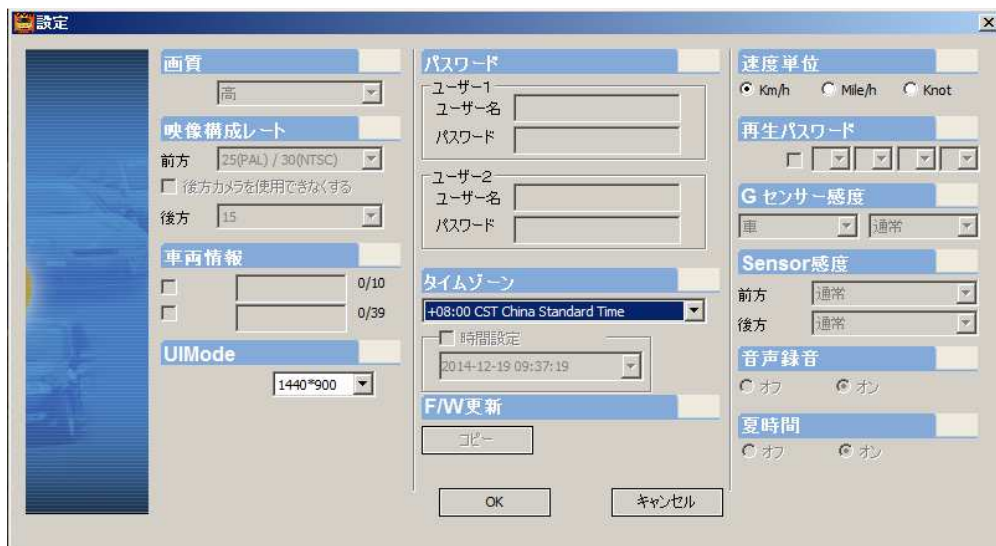 設定
画質
高
映像構成レート
前方 25(PAL) / 30(NTSC)
後方カメラを使用できなくする
後方 15
車両情報
0/10
0/39
UIMode
1440*900
パスワード
ユーザー1
ユーザー名
パスワード
ユーザー2
ユーザー名
パスワード
タイムゾーン
+08:00 CST China Standard Time
時間設定
2014-12-19 09:37:19
F/W更新
コピー
OK キャンセル
速度単位
Km/h Mile/h Knot
再生パスワード
G センサー感度
車 通常
Sensor感度
前方 通常
後方 通常
音声録音
オフ オン
夏時間
オフ オン